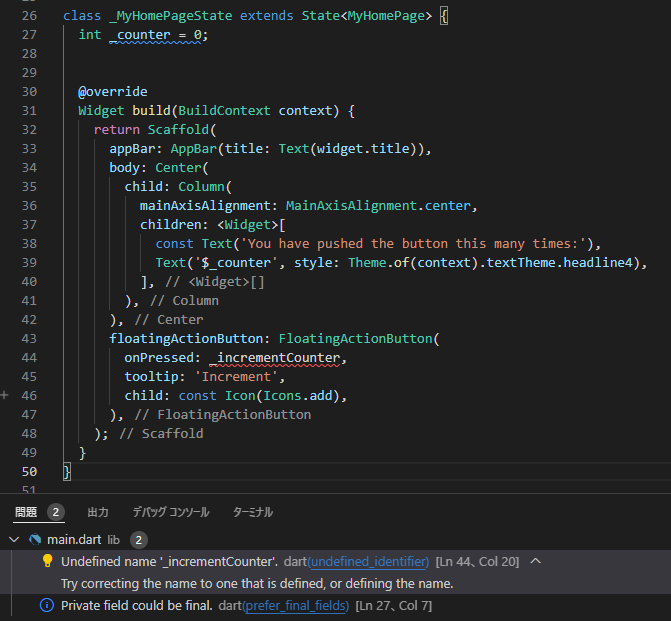 26 class _MyHomePageState extends State<MyHomePage> {
27 int _counter = 0;
28
29
30 @override
31 Widget build(BuildContext context) {
32 return Scaffold(
33 appBar: AppBar(title: Text(widget.title)),
34 body: Center(
35 child: Column(
36 mainAxisAlignment: MainAxisAlignment.center,
37 children: <Widget>[
38 const Text('You have pushed the button this many times:'),
39 Text('$_counter', style: Theme.of(context).textTheme.headline4),
40 ], // <Widget>[]
41 ), // Column
42 ), // Center
43 floatingActionButton: FloatingActionButton(
44 onPressed: _incrementCounter,
45 tooltip: 'Increment',
46 child: const Icon(Icons.add),
47 ), // FloatingActionButton
48 ); // Scaffold
49 }
50 }
51
問題 2 出力 デバッグ コンソール ターミナル
main.dart lib 2
Undefined name '_incrementCounter'. dart(undefined_identifier) [Ln 44、Col 20]
Try correcting the name to one that is defined, or defining the name.
Private field could be final. dart(prefer_final_fields) [Ln 27、Col 7]